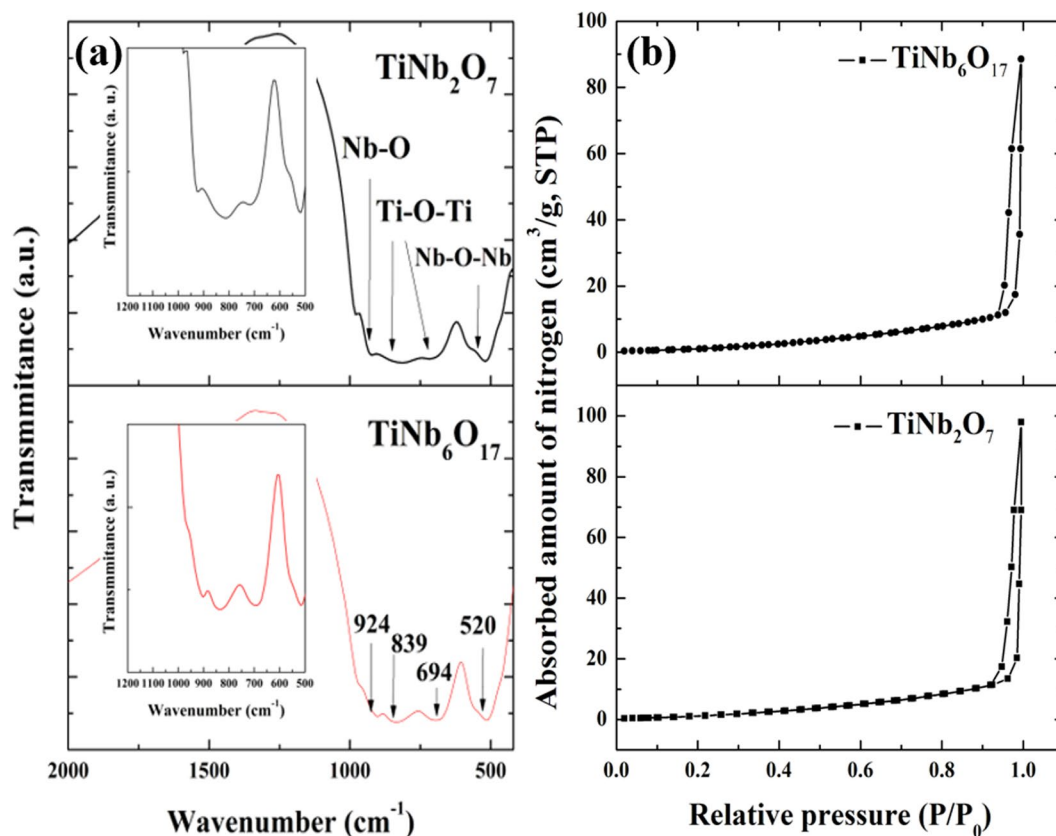 (a)
TiNb₂O₇
Transmmitance (a. u.)
1200 1100 1000 900 800 700 600 500
Wavenumber (cm⁻¹)
Nb-O
Ti-O-Ti
Nb-O-Nb
TiNb₆O₁₇
Transmmitance (a. u.)
1200 1100 1000 900 800 700 600 500
Wavenumber (cm⁻¹)
924
839
694
520
Transmmitance (a.u.)
2000 1500 1000 500
Wavenumber (cm⁻¹)
(b)
TiNb₆O₁₇
80
60
40
20
0
TiNb₂O₇
100
80
60
40
20
0
Absorbed amount of nitrogen (cm³/g, STP)
0.0 0.2 0.4 0.6 0.8 1.0
Relative pressure (P/P₀)